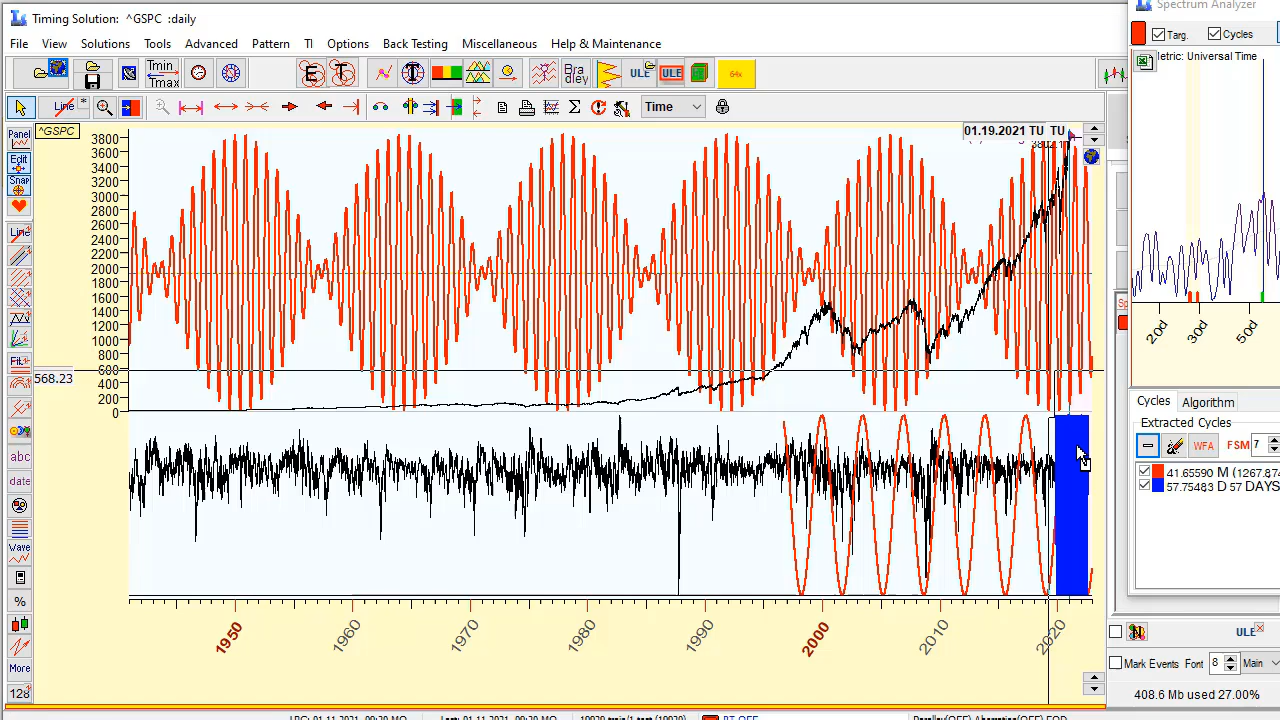 Timing Solution: ^GSPC :daily
File View Solutions Tools Advanced Pattern TI Options Back Testing Miscellaneous Help & Maintenance
Tmin
Tmax
E T
T
Bra
dley
ULE
ULE
64x
Line *
Time
Panel
Edit
Snap
Line
Fit
abc
date
Wave
%
More
128
^GSPC
01.19.2021 TU TU
3800
3600
3400
3200
3000
2800
2600
2400
2200
2000
1800
1600
1400
1200
1000
800
600
400
200
0
568.23
1950
1960
1970
1980
1990
2000
2010
2020
Spectrum Analyzer
Targ. Cycles
etric: Universal Time
20d
30d
50d
Cycles Algorithm
Extracted Cycles
WFA FSM 7
41.65590 M (1267.87
57.75483 D 57 DAYS
ULE
Mark Events Font 8 Main
408.6 Mb used 27.00%